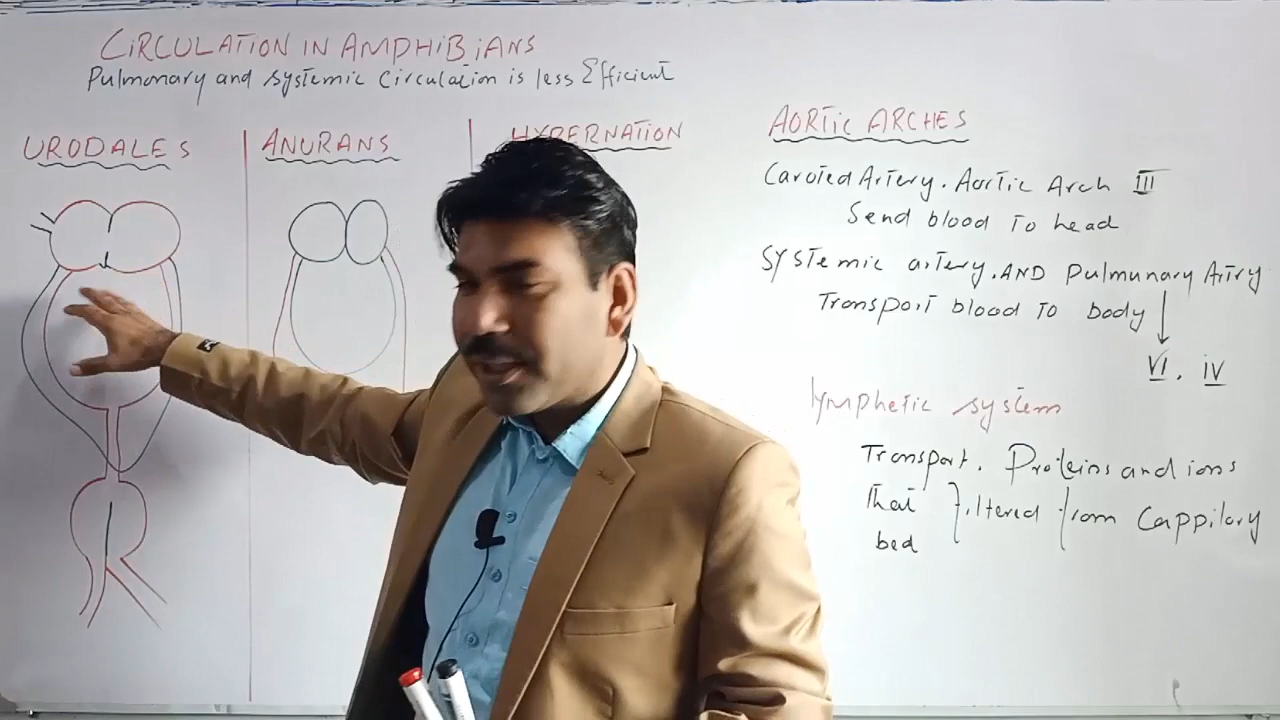 CIRCULATION IN AMPHIBIANS
Pulmonary and systemic Circulation is less Efficient
URODALES
ANURANS
HYPERNATION
AORTIC ARCHES
Caroted Artery. Aortic Arch III
Send blood To head
Systemic artery. AND Pulmunary Artry
Transport blood To body
VI. IV
lymphetic system
Transport. Proteins and ions
That filtered from Cappilory
bed